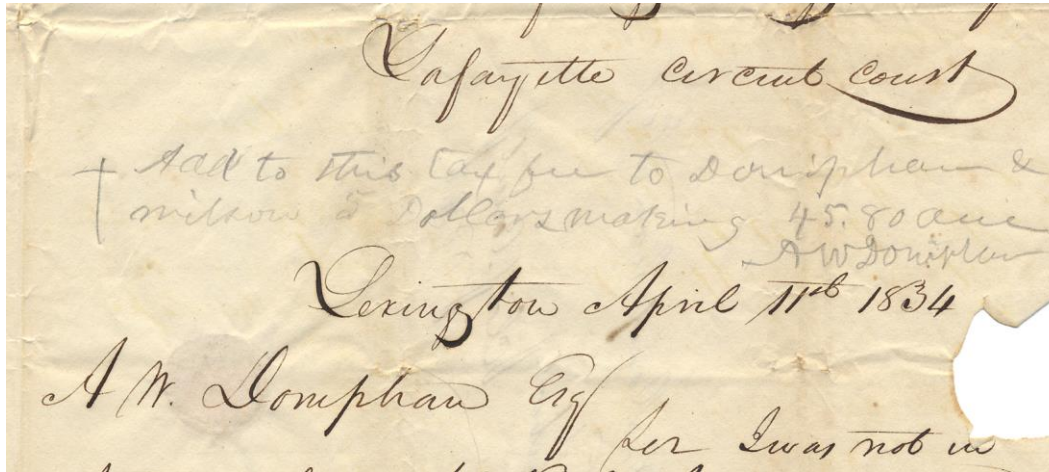 Lafayette circuit court
Add to this tax fee to Doniphan &
Wilson 5 Dollars making 45.80 due
A W Doniphan
Lexington April 11th 1834
A W. Doniphan Esq
Sir I was not in